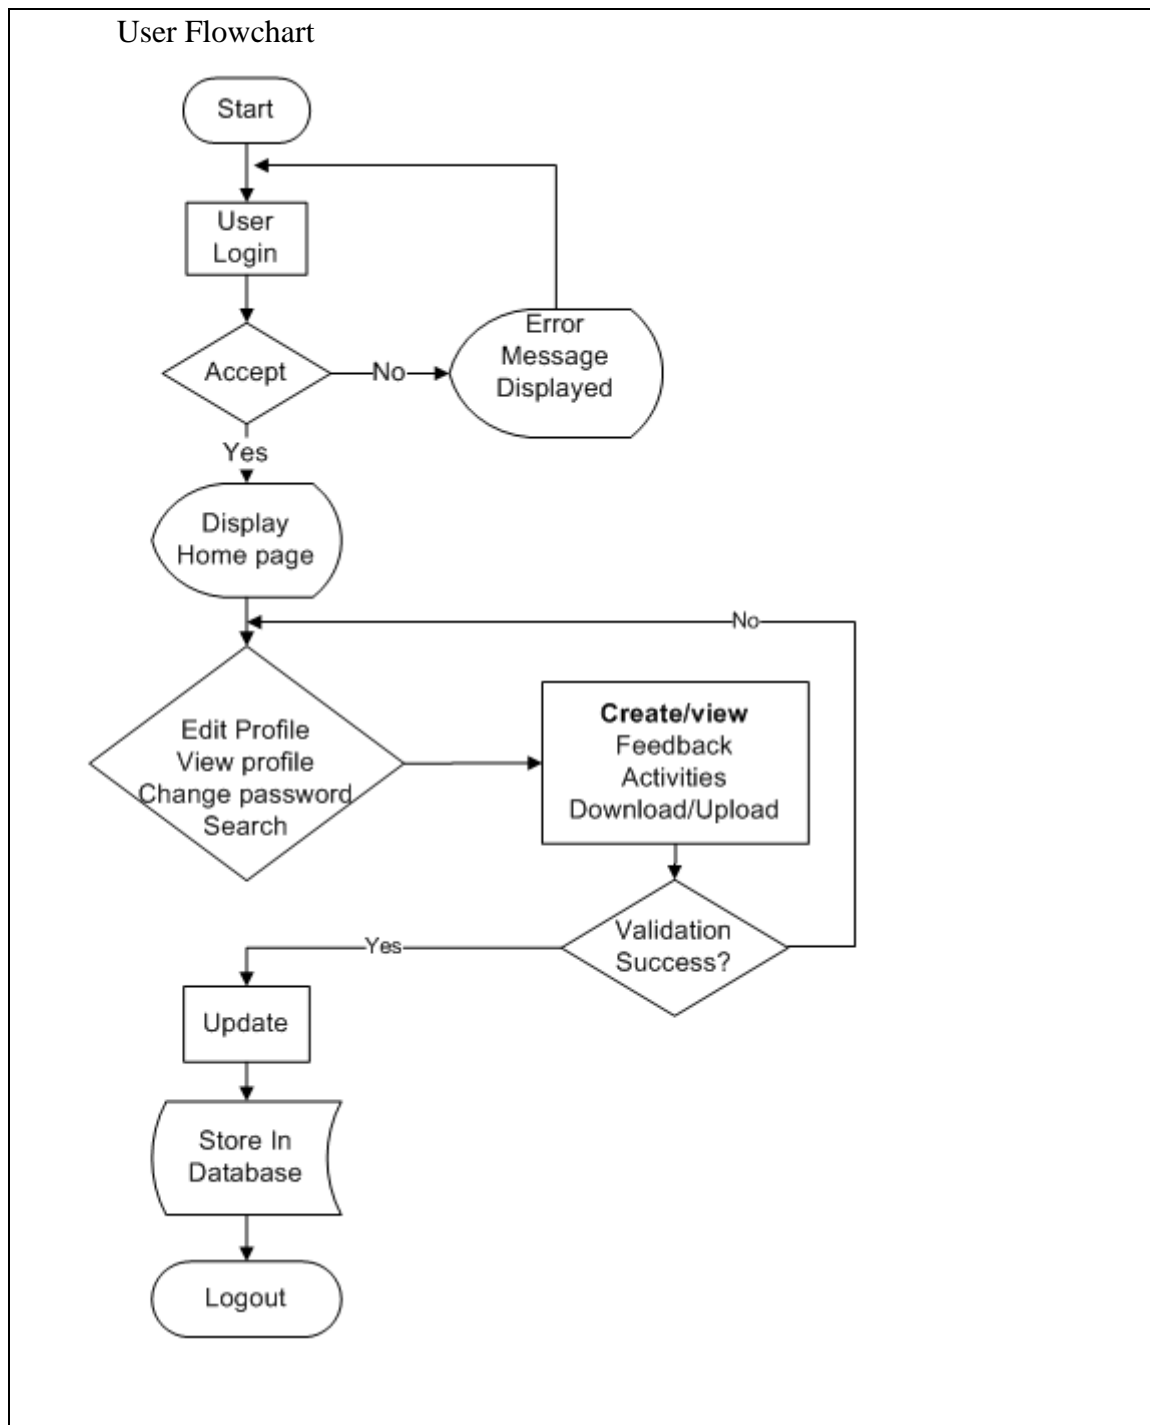 User Flowchart
Start
User
Login
Accept
No
Error
Message
Displayed
Yes
Display
Home page
No
Edit Profile
View profile
Change password
Search
Create/view
Feedback
Activities
Download/Upload
Validation
Success?
Yes
Update
Store In
Database
Logout